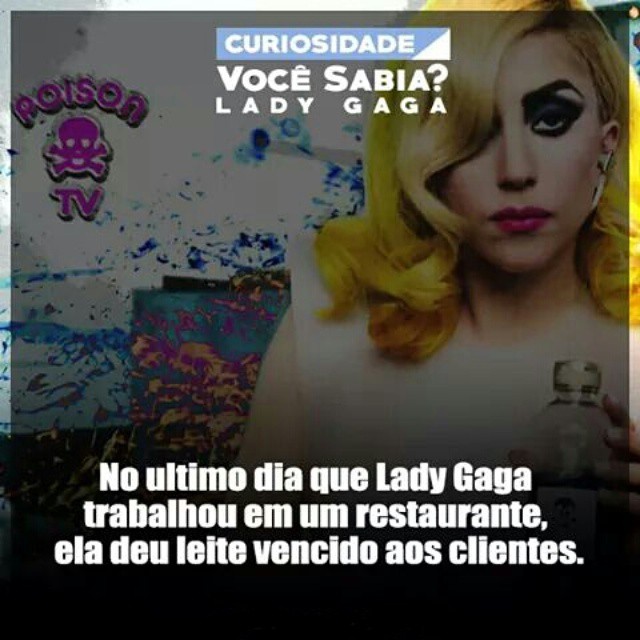 CURIOSIDADE
VOCÊ SABIA?
LADY GAGA
POISON
TV
No ultimo dia que Lady Gaga
trabalhou em um restaurante,
ela deu leite vencido aos clientes.